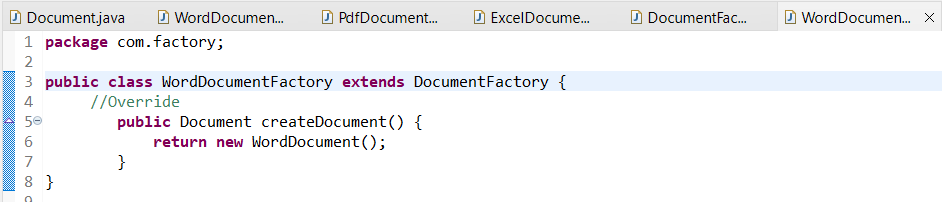 Document.java WordDocumen... PdfDocument... ExcelDocume... DocumentFac... WordDocumen...
1 package com.factory;
2
3 public class WordDocumentFactory extends DocumentFactory {
4 //Override
5 public Document createDocument() {
6 return new WordDocument();
7 }
8 }
9